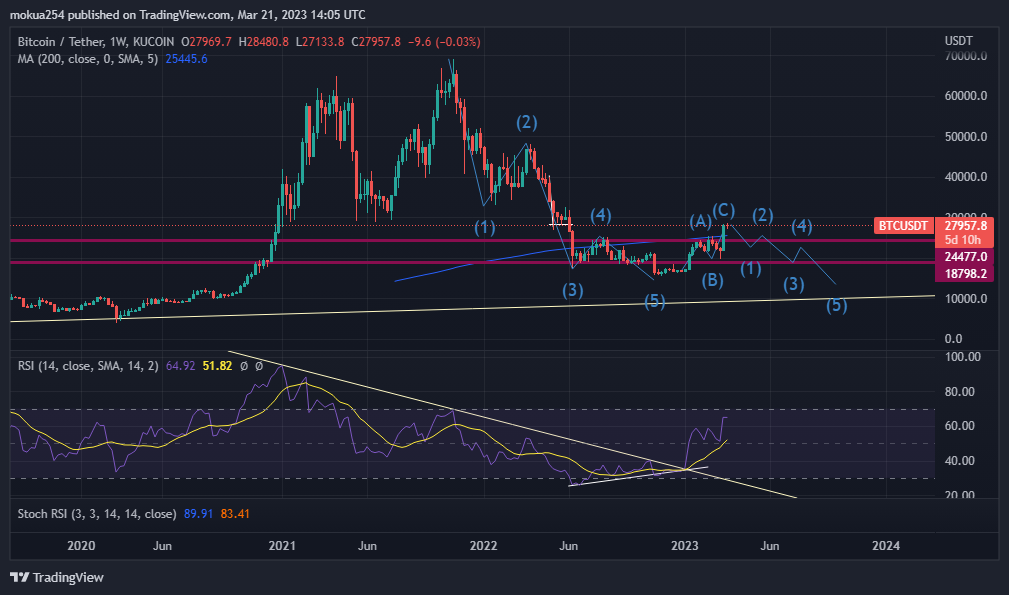 mokua254 published on TradingView.com, Mar 21, 2023 14:05 UTC
Bitcoin / Tether, 1W, KUCOIN O27969.7 H28480.8 L27133.8 C27957.8 −9.6 (−0.03%)
MA (200, close, 0, SMA, 5) 25445.6
USDT
70000.0
60000.0
50000.0
40000.0
30000.0
BTCUSDT 27957.8
5d 10h
24477.0
18798.2
10000.0
0.0
(2)
(1)
(4)
(3)
(5)
(A)
(C)
(B)
(2)
(4)
(1)
(3)
(5)
RSI (14, close, SMA, 14, 2) 64.92 51.82 Ø Ø
100.00
80.00
60.00
40.00
20.00
Stoch RSI (3, 3, 14, 14, close) 89.91 83.41
2020 Jun 2021 Jun 2022 Jun 2023 Jun 2024
TradingView